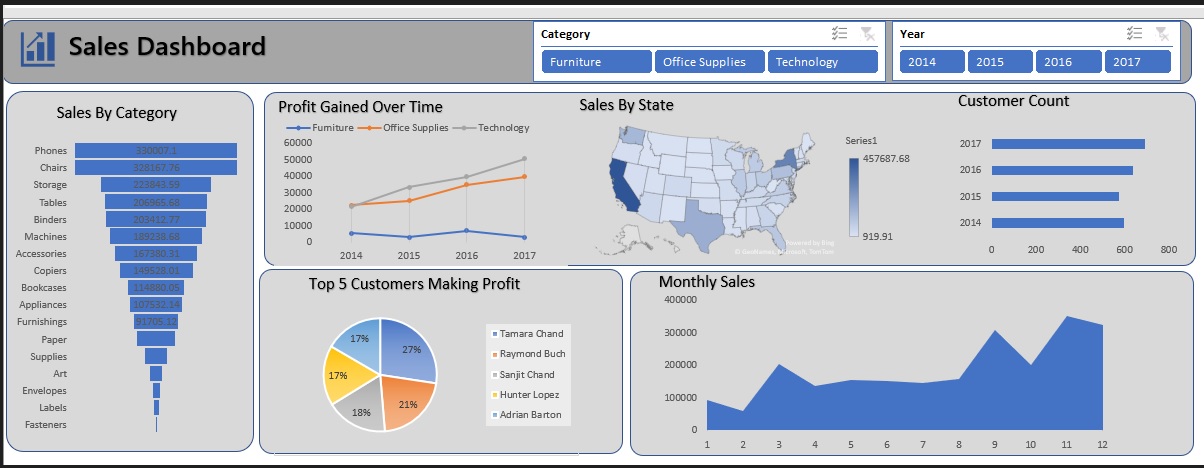 Sales Dashboard
Category
Furniture
Office Supplies
Technology
Year
2014
2015
2016
2017
Sales By Category
Phones 330007.1
Chairs 328167.76
Storage 223843.59
Tables 206965.68
Binders 203412.77
Machines 189238.68
Accessories 167380.31
Copiers 149528.01
Bookcases 114880.05
Appliances 107532.14
Furnishings 91705.12
Paper
Supplies
Art
Envelopes
Labels
Fasteners
Profit Gained Over Time
Furniture Office Supplies Technology
60000
50000
40000
30000
20000
10000
0
2014 2015 2016 2017
Sales By State
Series1
457687.68
919.91
Powered by Bing
© GeoNames, Microsoft, TomTom
Customer Count
2017
2016
2015
2014
0 200 400 600 800
Top 5 Customers Making Profit
17%
27%
17%
18%
21%
Tamara Chand
Raymond Buch
Sanjit Chand
Hunter Lopez
Adrian Barton
Monthly Sales
400000
300000
200000
100000
0
1 2 3 4 5 6 7 8 9 10 11 12